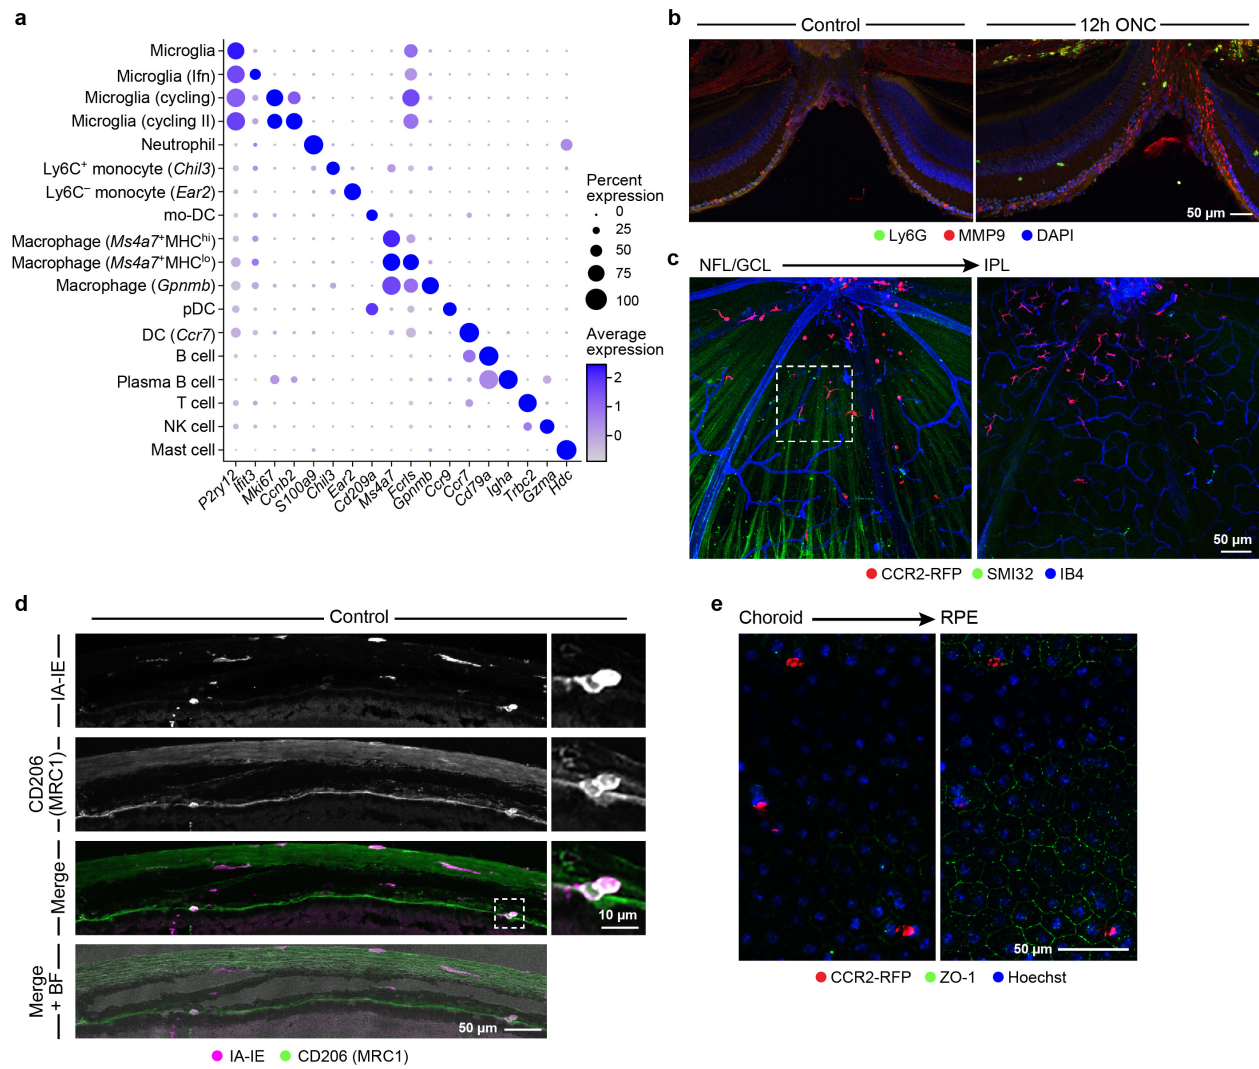 a
Microglia
Microglia (Ifn)
Microglia (cycling)
Microglia (cycling II)
Neutrophil
Ly6C⁺ monocyte (Chil3)
Ly6C⁻ monocyte (Ear2)
mo-DC
Macrophage (Ms4a7⁺MHCʰⁱ)
Macrophage (Ms4a7⁺MHCˡᵒ)
Macrophage (Gpnmb)
pDC
DC (Ccr7)
B cell
Plasma B cell
T cell
NK cell
Mast cell
P2ry12
Ifit3
Mki67
Ccnb2
S100a9
Chil3
Ear2
Cd209a
Ms4a7
Fcrls
Gpnmb
Ccr9
Ccr7
Cd79a
Igha
Trbc2
Gzma
Hdc
Percent
expression
0
25
50
75
100
Average
expression
2
1
0
b
Control
12h ONC
50 μm
Ly6G MMP9 DAPI
c
NFL/GCL IPL
50 μm
CCR2-RFP SMI32 IB4
d
Control
IA-IE
CD206
(MRC1)
Merge
10 μm
Merge
+ BF
50 μm
IA-IE CD206 (MRC1)
e
Choroid RPE
50 μm
CCR2-RFP ZO-1 Hoechst